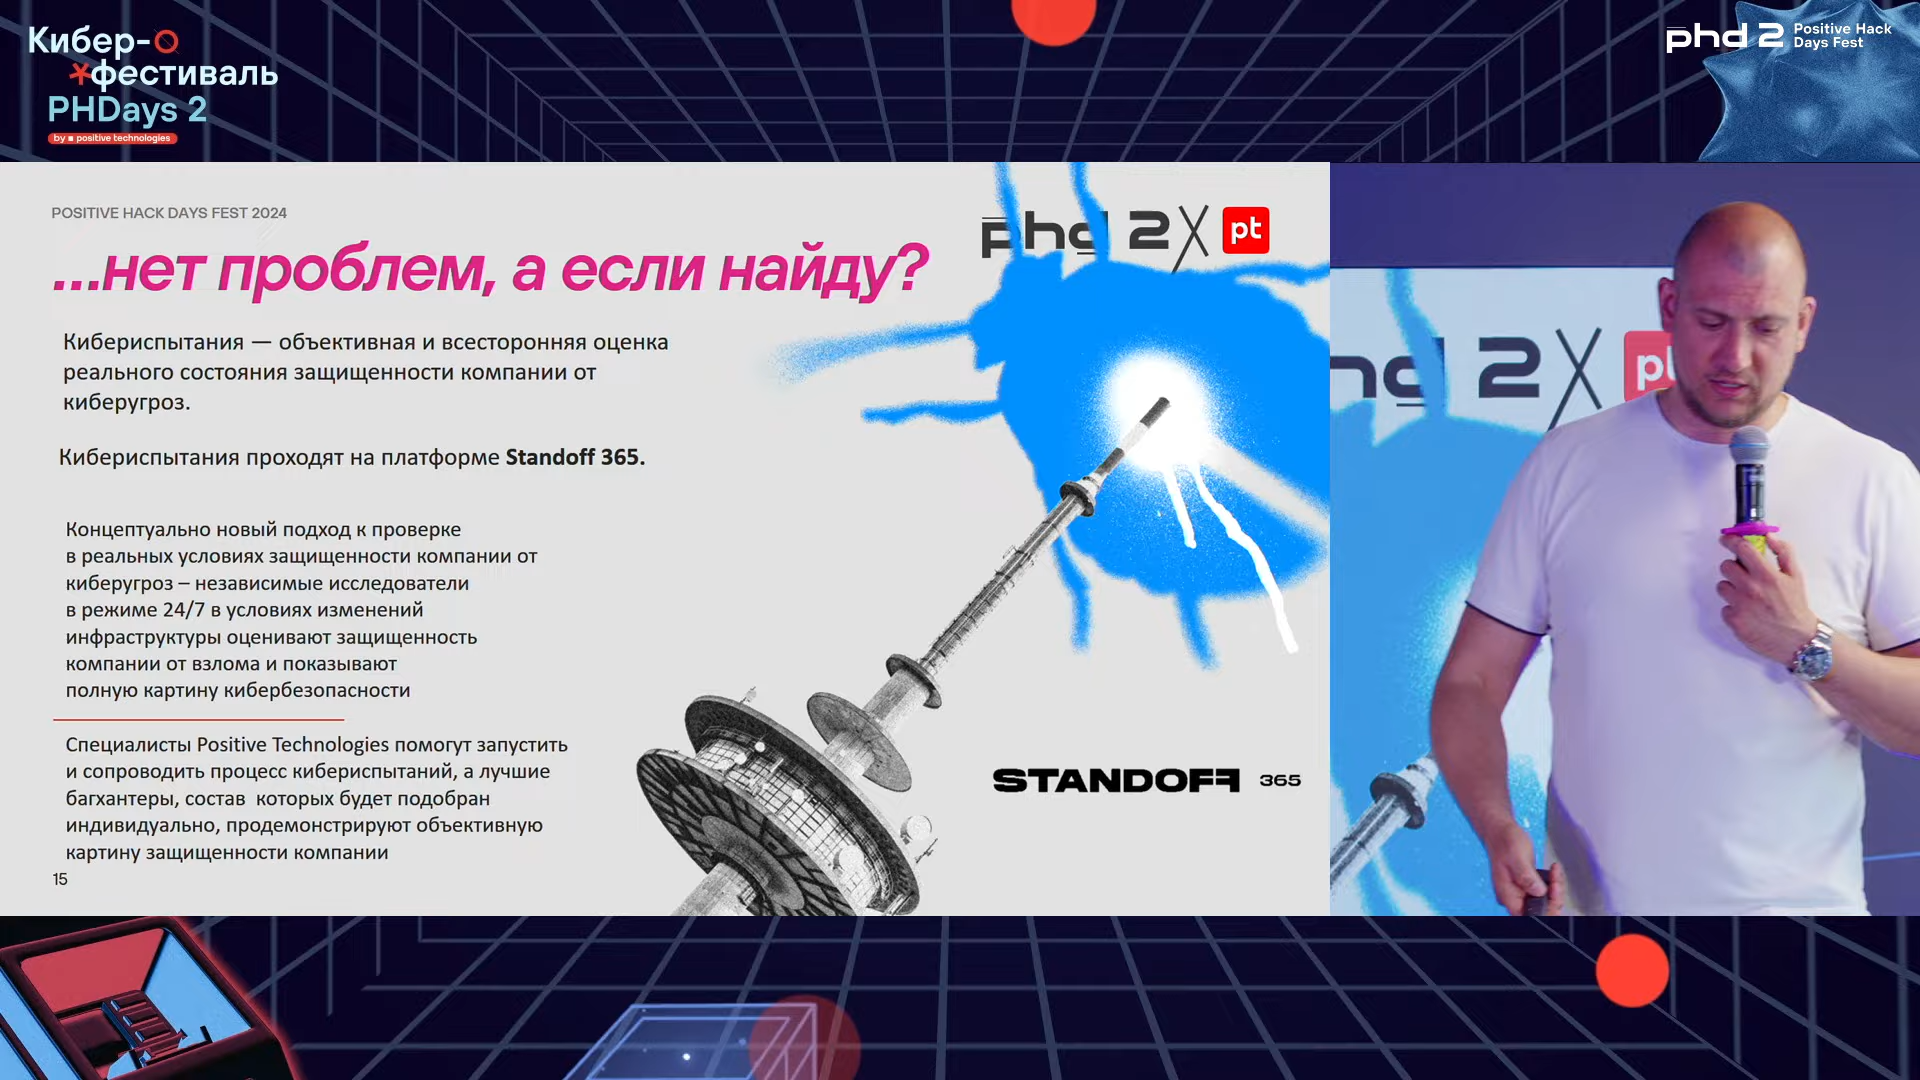 Кибер-
фестиваль
PHDays 2
by positive technologies
phd 2 Positive Hack
Days Fest
POSITIVE HACK DAYS FEST 2024
phd 2 pt
...нет проблем, а если найду?
Кибериспытания — объективная и всесторонняя оценка
реального состояния защищенности компании от
киберугроз.
Кибериспытания проходят на платформе Standoff 365.
Концептуально новый подход к проверке
в реальных условиях защищенности компании от
киберугроз – независимые исследователи
в режиме 24/7 в условиях изменений
инфраструктуры оценивают защищенность
компании от взлома и показывают
полную картину кибербезопасности
Специалисты Positive Technologies помогут запустить
и сопроводить процесс кибериспытаний, а лучшие
багхантеры, состав которых будет подобран
индивидуально, продемонстрируют объективную
картину защищенности компании
15
STANDOFF 365
hd 2 pt